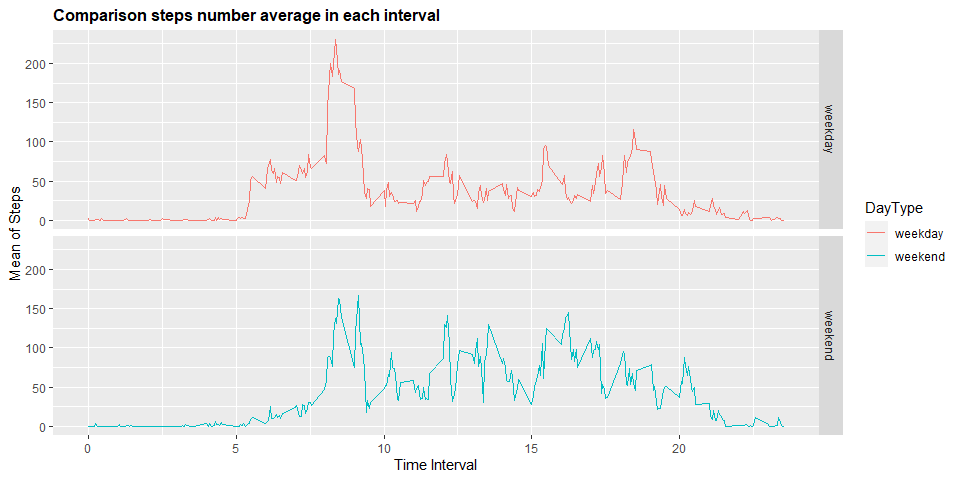 Comparison steps number average in each interval
Mean of Steps
200
150
100
50
0
weekday
200
150
100
50
0
weekend
0 5 10 15 20
Time Interval
DayType
weekday
weekend